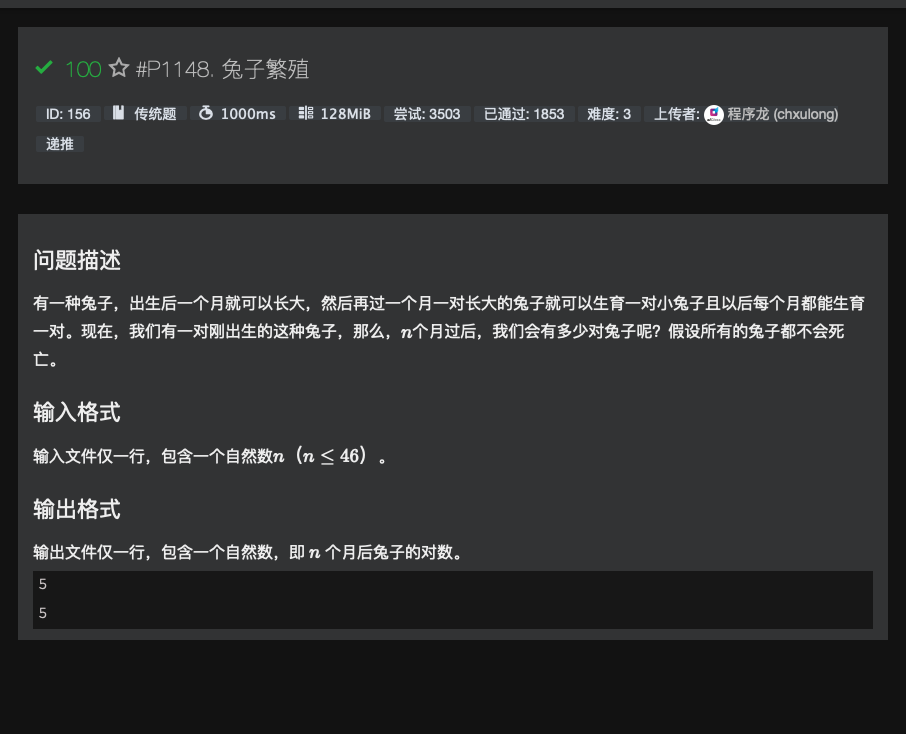 100 #P1148. 兔子繁殖
ID: 156 传统题 1000ms 128MiB 尝试: 3503 已通过: 1853 难度: 3 上传者: 程序龙 (chxulong)
递推
问题描述
有一种兔子，出生后一个月就可以长大，然后再过一个月一对长大的兔子就可以生育一对小兔子且以后每个月都能生育
一对。现在，我们有一对刚出生的这种兔子，那么，n个月过后，我们会有多少对兔子呢？假设所有的兔子都不会死
亡。
输入格式
输入文件仅一行，包含一个自然数n（n ≤ 46）。
输出格式
输出文件仅一行，包含一个自然数，即 n 个月后兔子的对数。
5
5